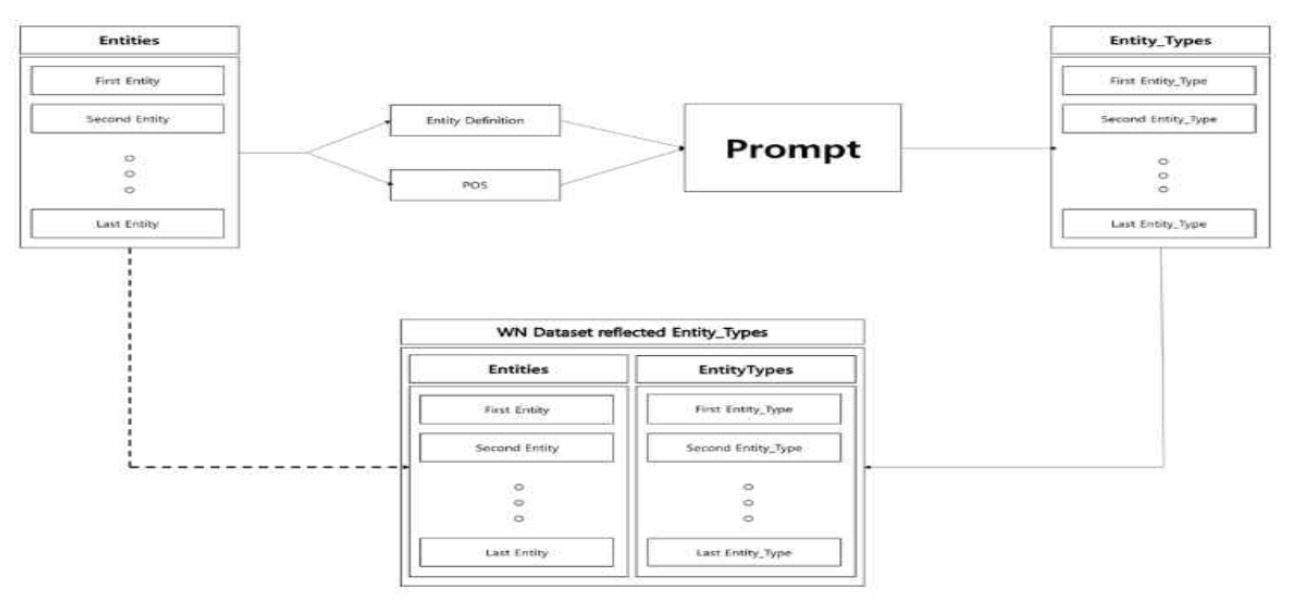 Entities
First Entity
Second Entity
Last Entity
Entity Definition
POS
Prompt
Entity_Types
First Entity_Type
Second Entity_Type
Last Entity_Type
WN Dataset reflected Entity_Types
Entities
First Entity
Second Entity
Last Entity
EntityTypes
First Entity_Type
Second Entity_Type
Last Entity_Type